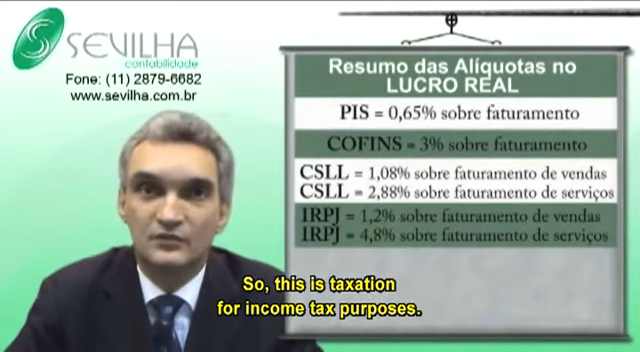 SEVILHA
contabilidade
Fone: (11) 2879-6682
www.sevilha.com.br
Resumo das Alíquotas no
LUCRO REAL
PIS = 0,65% sobre faturamento
COFINS = 3% sobre faturamento
CSLL = 1,08% sobre faturamento de vendas
CSLL = 2,88% sobre faturamento de serviços
IRPJ = 1,2% sobre faturamento de vendas
IRPJ = 4,8% sobre faturamento de serviços
So, this is taxation
for income tax purposes.